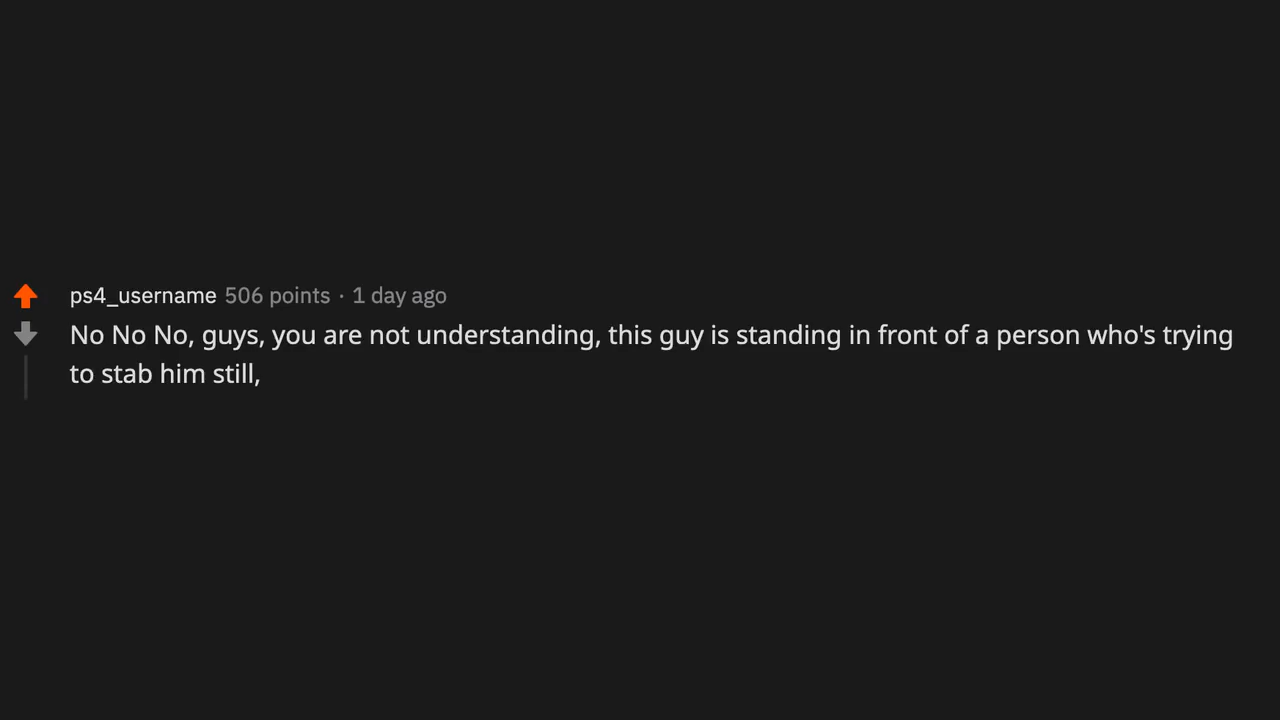 ps4_username 506 points · 1 day ago
No No No, guys, you are not understanding, this guy is standing in front of a person who's trying
to stab him still,